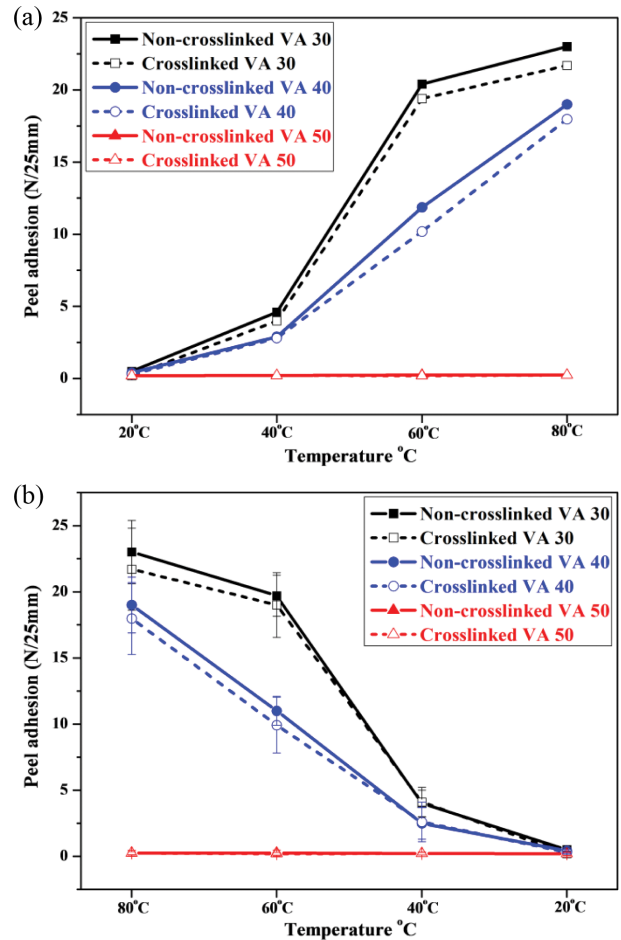 (a)
25
20
15
10
5
0
Peel adhesion (N/25mm)
Non-crosslinked VA 30
Crosslinked VA 30
Non-crosslinked VA 40
Crosslinked VA 40
Non-crosslinked VA 50
Crosslinked VA 50
20°C 40°C 60°C 80°C
Temperature °C
(b)
25
20
15
10
5
0
Peel adhesion (N/25mm)
Non-crosslinked VA 30
Crosslinked VA 30
Non-crosslinked VA 40
Crosslinked VA 40
Non-crosslinked VA 50
Crosslinked VA 50
80°C 60°C 40°C 20°C
Temperature °C